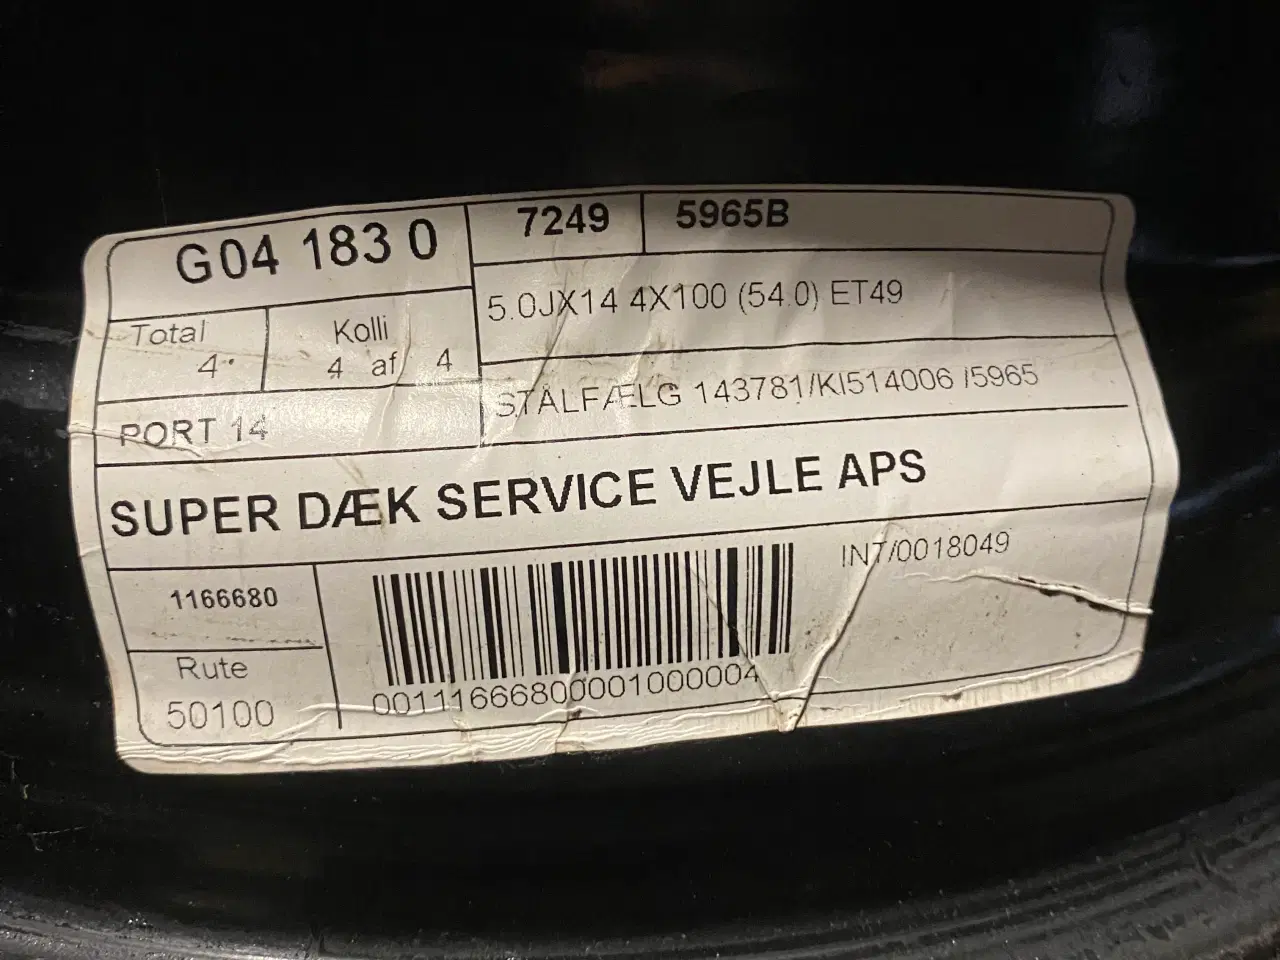 G04 183 0
7249
5965B
Total
4
Kolli
4 af 4
5.0JX14 4X100 (54.0) ET49
PORT 14
STÅLFÆLG 143781/KI514006 /5965
SUPER DÆK SERVICE VEJLE APS
1166680
INT/0018049
Rute
50100
00111666800001000004